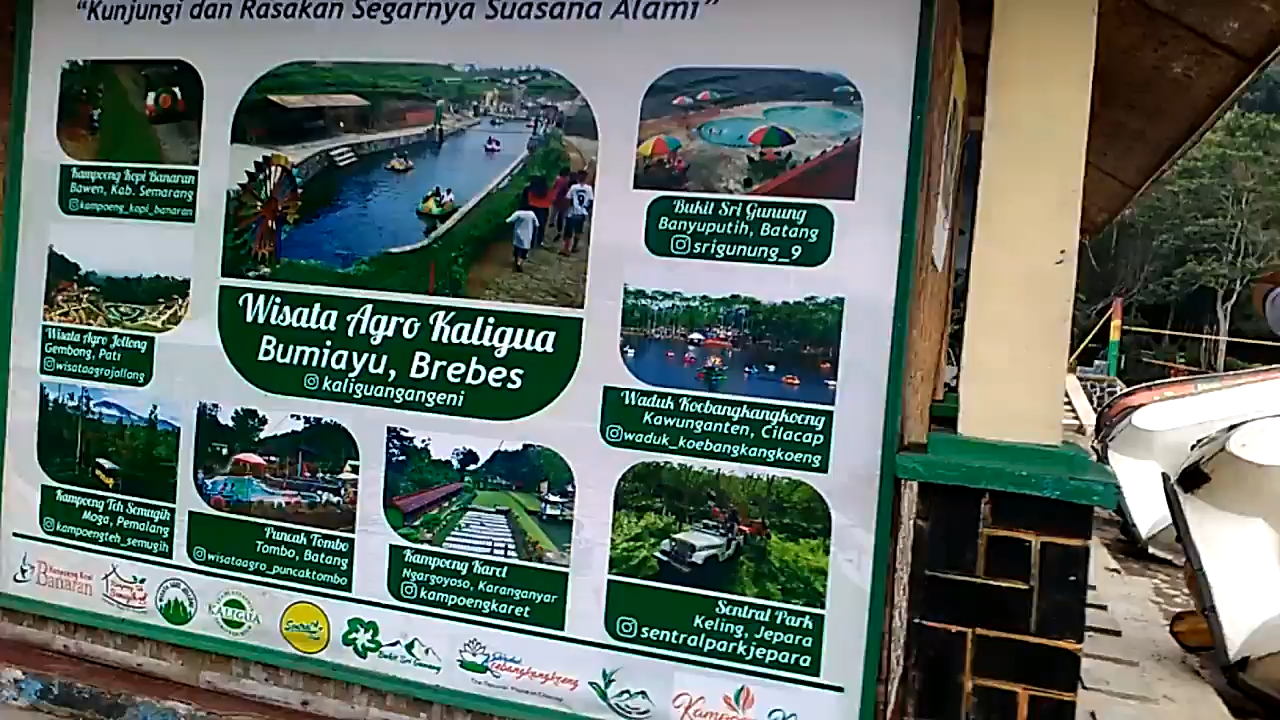 “Kunjungi dan Rasakan Segarnya Suasana Alami”
Kampoeng Kopi Banaran
Bawen, Kab. Semarang
kampoeng_kopi_banaran
Wisata Agro Jollong
Gembong, Pati
wisataagrojollong
Wisata Agro Kaligua
Bumiayu, Brebes
kaliguangangeni
Bukit Sri Gunung
Banyuputih, Batang
srigunung_9
Waduk Koebangkangkoeng
Kawunganten, Cilacap
waduk_koebangkangkoeng
Kampoeng Teh Semugih
Moga, Pemalang
kampoengteh_semugih
Puncak Tombo
Tombo, Batang
wisataagro_puncaktombo
Kampoeng Karet
Ngargoyoso, Karanganyar
kampoengkaret
Sentral Park
Keling, Jepara
sentralparkjepara
Kampoeng Kopi
Banaran
KALIGUA
Bukit Sri Gunung
Kampoeng